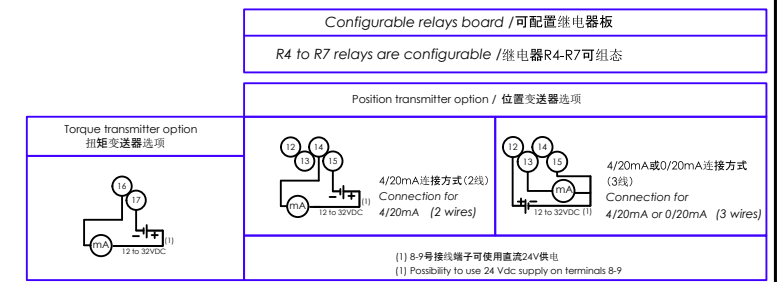 Configurable relays board /可配置继电器板
R4 to R7 relays are configurable /继电器R4-R7可组态
Position transmitter option / 位置变送器选项
Torque transmitter option
扭矩变送器选项
16
17
mA
(1)
12 to 32VDC
12
14
13
15
mA
(1)
12 to 32VDC
4/20mA连接方式(2线)
Connection for
4/20mA (2 wires)
12
14
13
15
mA
12 to 32VDC (1)
4/20mA或0/20mA连接方式
(3线)
Connection for
4/20mA or 0/20mA (3 wires)
(1) 8-9号接线端子可使用直流24V供电
(1) Possibility to use 24 Vdc supply on terminals 8-9